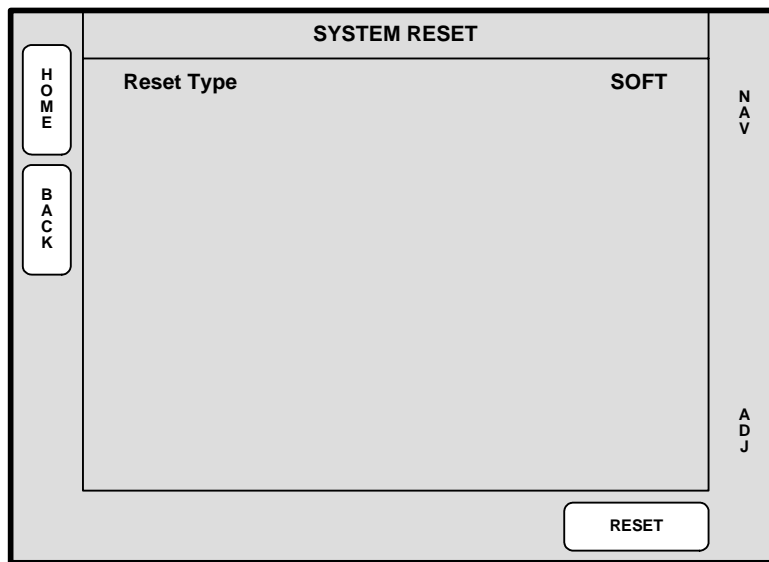 SYSTEM RESET
HOME
Reset Type SOFT
NAV
BACK
ADJ
RESET